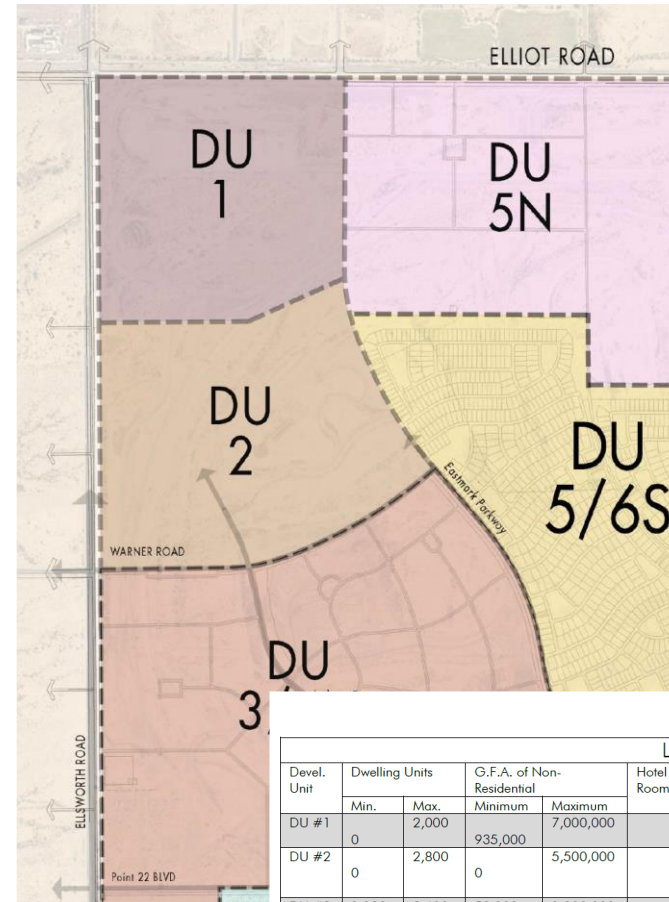 ELLIOT ROAD
DU
1
DU
5N
DU
2
DU
5/6S
Eastmark Parkway
WARNER ROAD
DU
3/
ELLSWORTH ROAD
Point 22 BLVD
Devel. Unit | Dwelling Units | G.F.A. of Non-Residential | Hotel
Min. | Max. | Minimum | Maximum
DU #1 | 0 | 2,000 | 935,000 | 7,000,000
DU #2 | 0 | 2,800 | 0 | 5,500,000